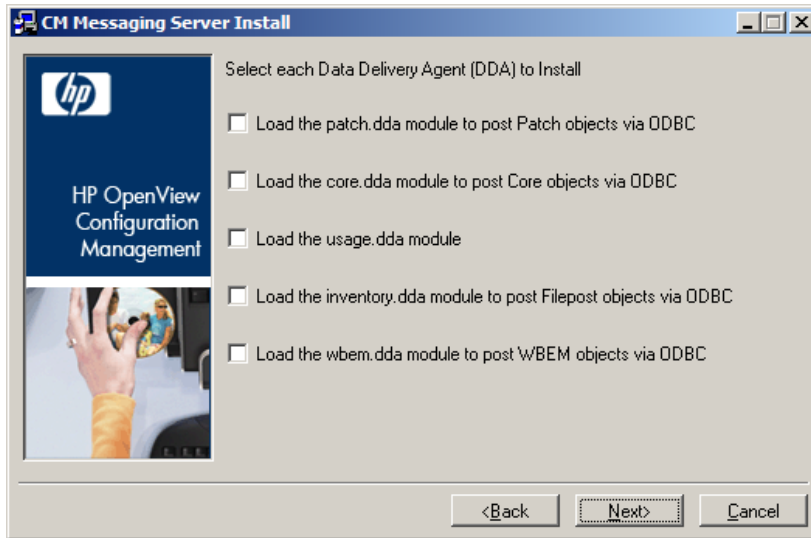 CM Messaging Server Install
hp
HP OpenView
Configuration
Management
Select each Data Delivery Agent (DDA) to Install
Load the patch.dda module to post Patch objects via ODBC
Load the core.dda module to post Core objects via ODBC
Load the usage.dda module
Load the inventory.dda module to post Filepost objects via ODBC
Load the wbem.dda module to post WBEM objects via ODBC
<Back
Next>
Cancel